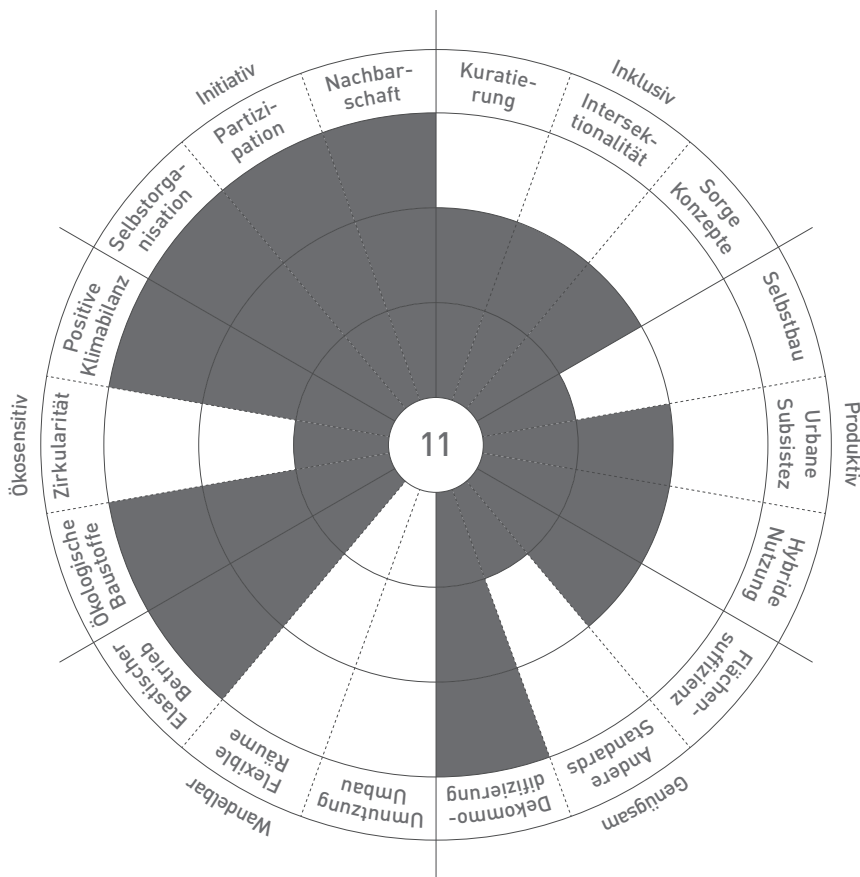 Initiativ
Nachbar-
schaft
Partizi-
pation
Selbstorga-
nisation
Inklusiv
Kuratie-
rung
Intersek-
tionalität
Sorge
Konzepte
Produktiv
Selbstbau
Urbane
Subsistez
Hybride
Nutzung
Genügsam
Flächen-
suffizienz
Andere
Standards
Dekommo-
difizierung
Wandelbar
Umnutzung
Umbau
Flexible
Räume
Elastischer
Betrieb
Ökosensitiv
Ökologische
Baustoffe
Zirkularität
Positive
Klimabilanz
11